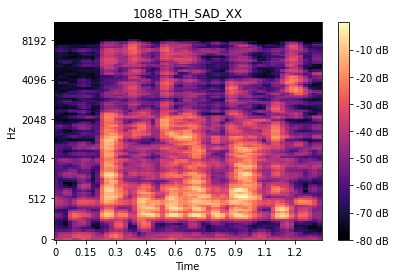 1088_ITH_SAD_XX
8192
4096
2048
1024
512
0
Hz
0 0.15 0.3 0.45 0.6 0.75 0.9 1.1 1.2
Time
-10 dB
-20 dB
-30 dB
-40 dB
-50 dB
-60 dB
-70 dB
-80 dB